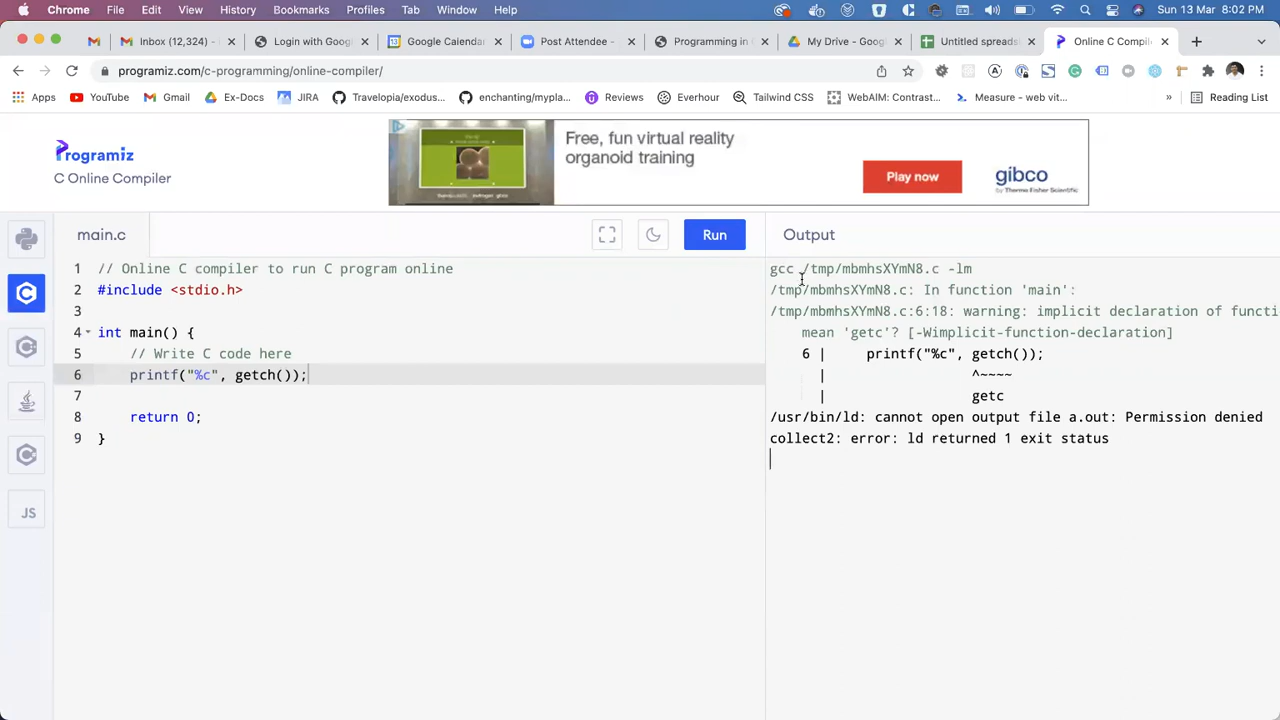 Chrome File Edit View History Bookmarks Profiles Tab Window Help Sun 13 Mar 8:02 PM
Inbox (12,324) - Login with Googl Google Calendar Post Attendee - Programming in C My Drive - Googl Untitled spreads Online C Compil
programiz.com/c-programming/online-compiler/
Apps YouTube Gmail Ex-Docs JIRA Travelopia/exodus... enchanting/mypla... Reviews Everhour Tailwind CSS WebAIM: Contrast... Measure - web vit... » Reading List
Programiz
C Online Compiler
Free, fun virtual reality
organoid training
Play now
gibco
by Thermo Fisher Scientific
main.c
Run
Output
1 // Online C compiler to run C program online
2 #include <stdio.h>
3
4 int main() {
5 // Write C code here
6 printf("%c", getch());
7
8 return 0;
9 }
JS
gcc /tmp/mbmhsXYmN8.c -lm
/tmp/mbmhsXYmN8.c: In function 'main':
/tmp/mbmhsXYmN8.c:6:18: warning: implicit declaration of functi
mean 'getc'? [-Wimplicit-function-declaration]
6 | printf("%c", getch());
| ^~~~~
| getc
/usr/bin/ld: cannot open output file a.out: Permission denied
collect2: error: ld returned 1 exit status